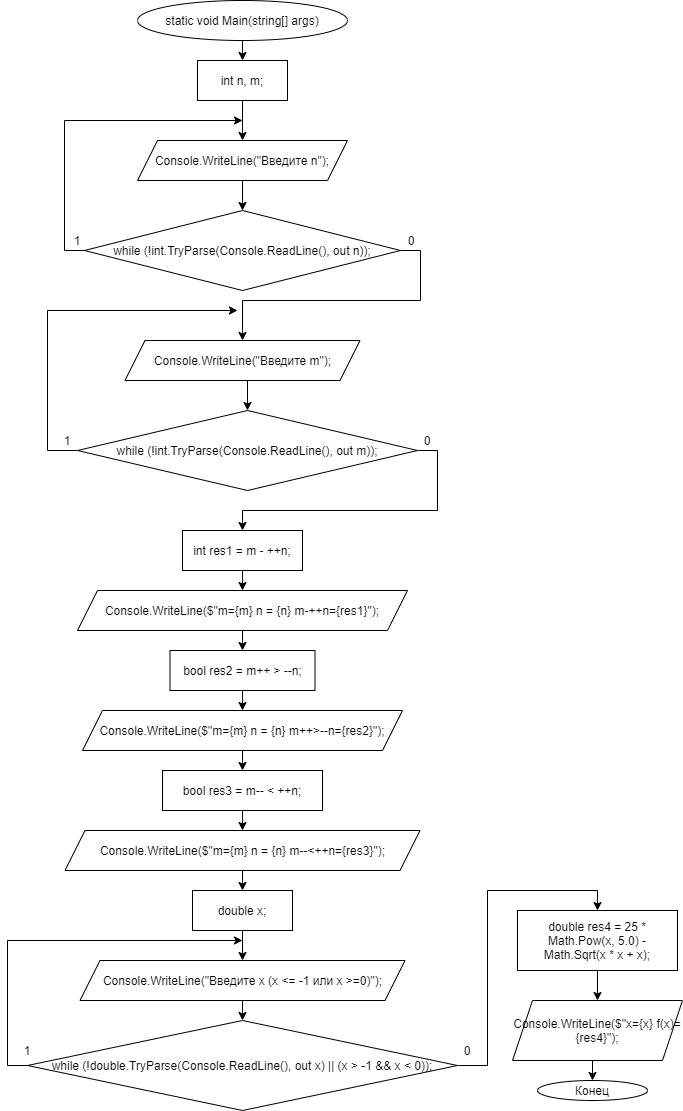 static void Main(string[] args)
int n, m;
Console.WriteLine("Введите n");
1
0
while (!int.TryParse(Console.ReadLine(), out n));
Console.WriteLine("Введите m");
1
0
while (!int.TryParse(Console.ReadLine(), out m));
int res1 = m - ++n;
Console.WriteLine($"m={m} n = {n} m-++n={res1}");
bool res2 = m++ > --n;
Console.WriteLine($"m={m} n = {n} m++>--n={res2}");
bool res3 = m-- < ++n;
Console.WriteLine($"m={m} n = {n} m--<++n={res3}");
double x;
Console.WriteLine("Введите x (x <= -1 или x >=0)");
1
0
while (!double.TryParse(Console.ReadLine(), out x) || (x > -1 && x < 0));
double res4 = 25 *
Math.Pow(x, 5.0) -
Math.Sqrt(x * x + x);
Console.WriteLine($"x={x} f(x)=
{res4}");
Конец